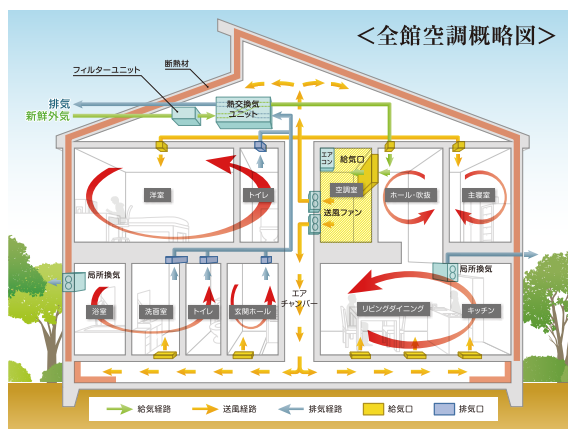 ＜全館空調概略図＞
断熱材
フィルターユニット
排気
新鮮外気
熱交換気
ユニット
エア
コン
給気口
洋室
トイレ
空調室
ホール・吹抜
主寝室
送風ファン
局所換気
局所換気
エア
チャンバー
浴室
洗面室
トイレ
玄関ホール
リビングダイニング
キッチン
給気経路
送風経路
排気経路
給気口
排気口